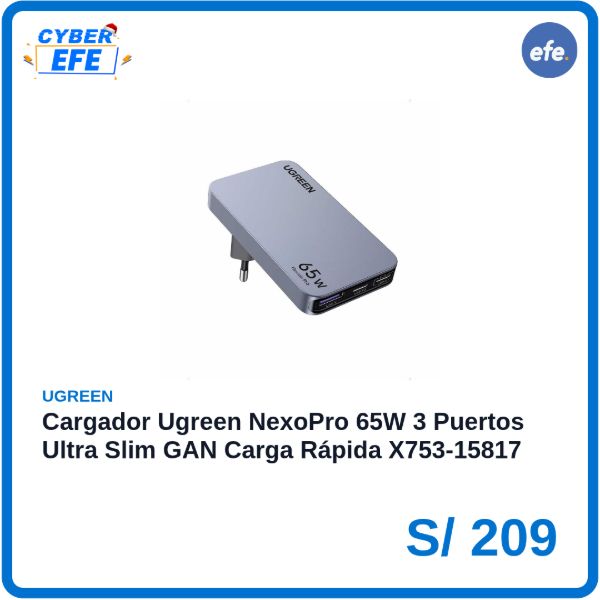 CYBER
EFE
efe.
UGREEN
65W
UGREEN
Cargador Ugreen NexoPro 65W 3 Puertos
Ultra Slim GAN Carga Rápida X753-15817
S/ 209